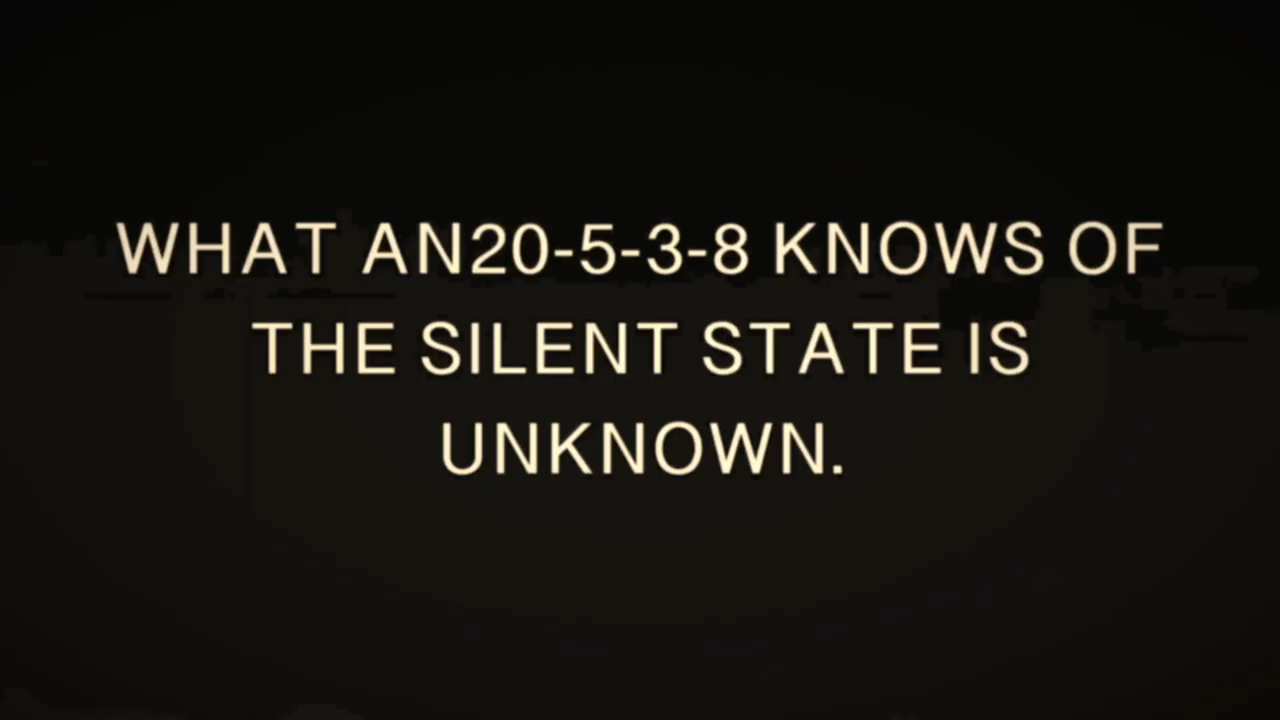 WHAT AN20-5-3-8 KNOWS OF
THE SILENT STATE IS
UNKNOWN.